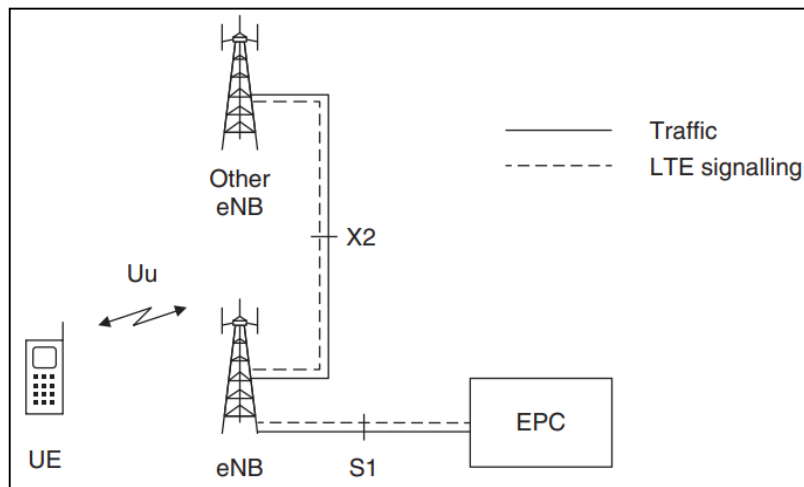 Traffic
LTE signalling
Other
eNB
X2
Uu
EPC
UE
eNB
S1